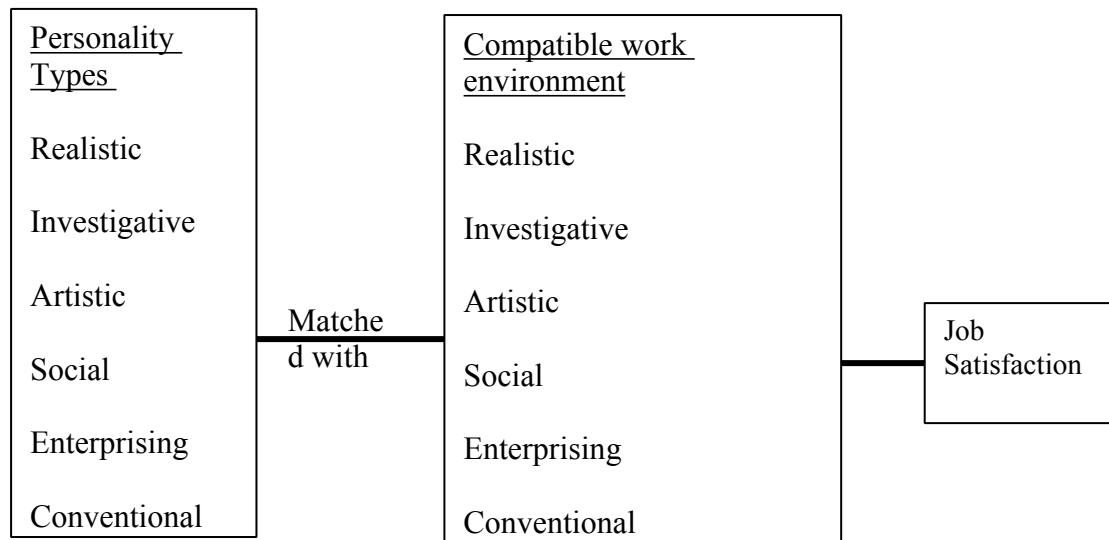 Personality
Types
Realistic
Investigative
Artistic
Social
Enterprising
Conventional
Matche
d with
Compatible work
environment
Realistic
Investigative
Artistic
Social
Enterprising
Conventional
Job
Satisfaction